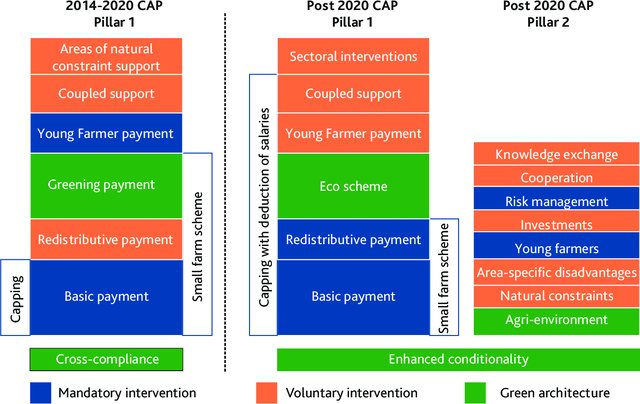 2014-2020 CAP
Pillar 1
Post 2020 CAP
Pillar 1
Post 2020 CAP
Pillar 2
Areas of natural
constraint support
Coupled support
Young Farmer payment
Greening payment
Redistributive payment
Basic payment
Capping
Small farm scheme
Cross-compliance
Capping with deduction of salaries
Sectoral interventions
Coupled support
Young Farmer payment
Eco scheme
Redistributive payment
Basic payment
Small farm scheme
Knowledge exchange
Cooperation
Risk management
Investments
Young farmers
Area-specific disadvantages
Natural constraints
Agri-environment
Enhanced conditionality
Mandatory intervention
Voluntary intervention
Green architecture